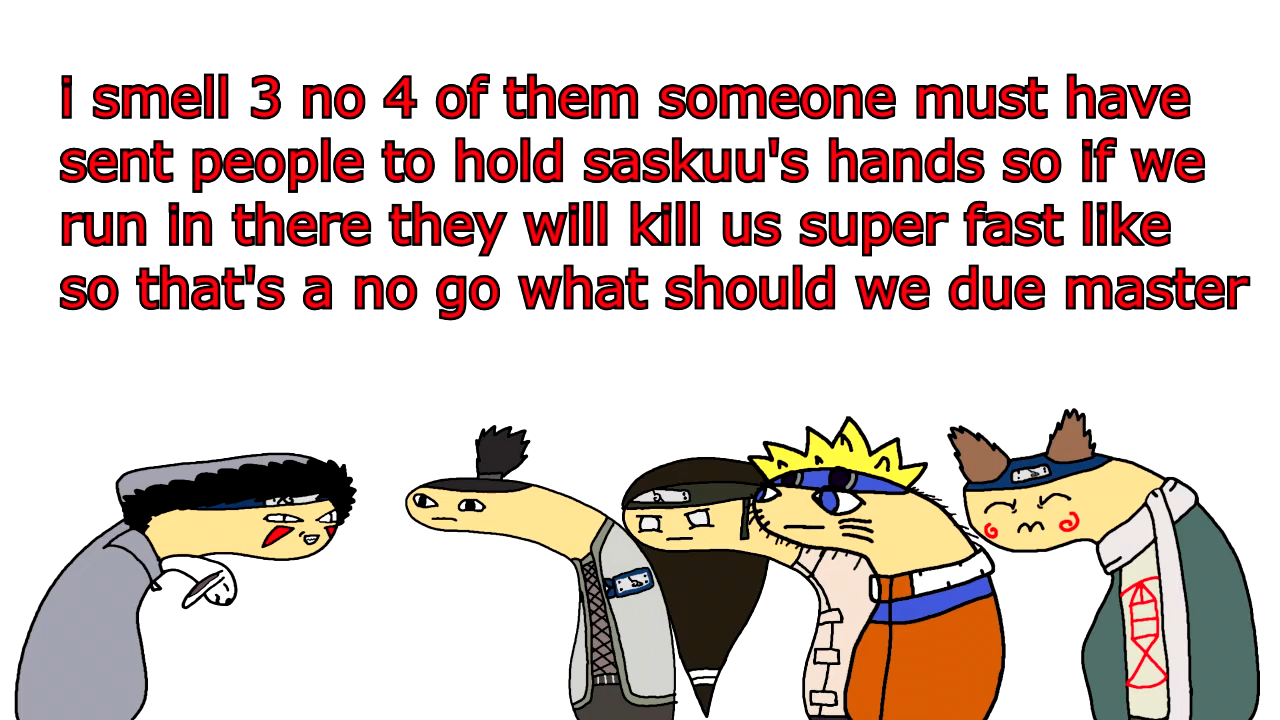 i smell 3 no 4 of them someone must have
sent people to hold saskuu's hands so if we
run in there they will kill us super fast like
so that's a no go what should we due master